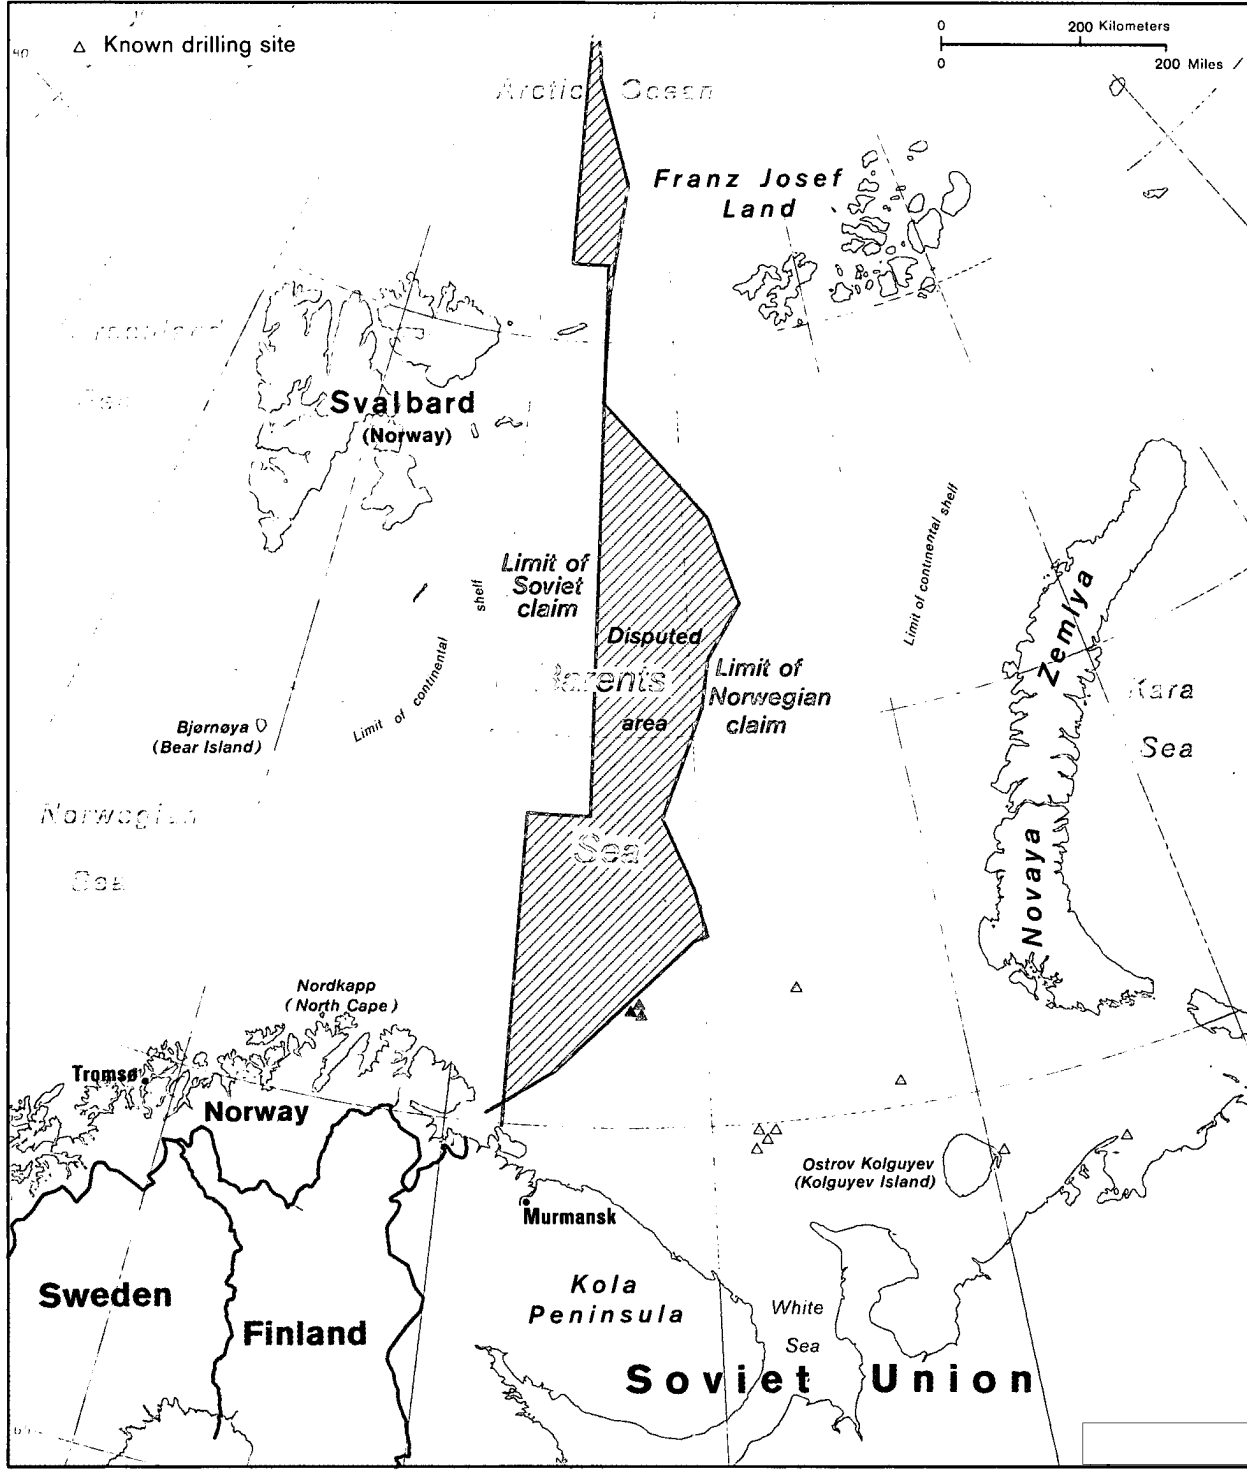 △ Known drilling site
0 200 Kilometers
0 200 Miles
40
Arctic Ocean
Franz Josef
Land
Svalbard
(Norway)
Limit of
Soviet
claim
shelf
Limit of continental
Limit of continental shelf
Disputed
area
Barents
Sea
Limit of
Norwegian
claim
Zemlya
Novaya
Kara
Sea
Bjørnøya
(Bear Island)
Norwegian
Sea
Nordkapp
(North Cape)
Tromsø
Norway
Murmansk
Ostrov Kolguyev
(Kolguyev Island)
Sweden
Finland
Kola
Peninsula
White
Sea
Soviet Union